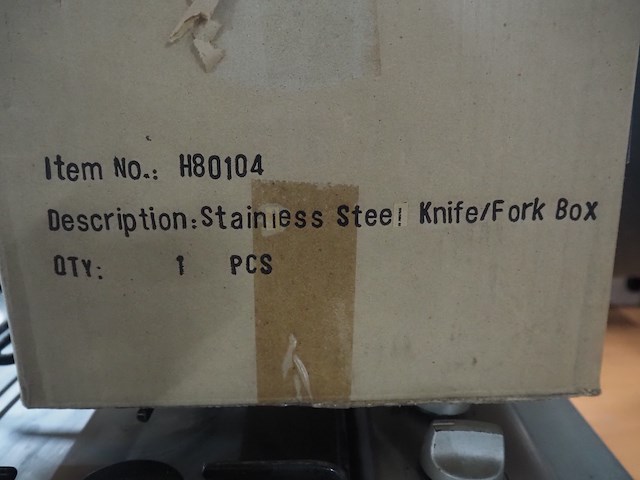 Item No.: H80104
Description:Stainless Steel Knife/Fork Box
QTY: 1 PCS